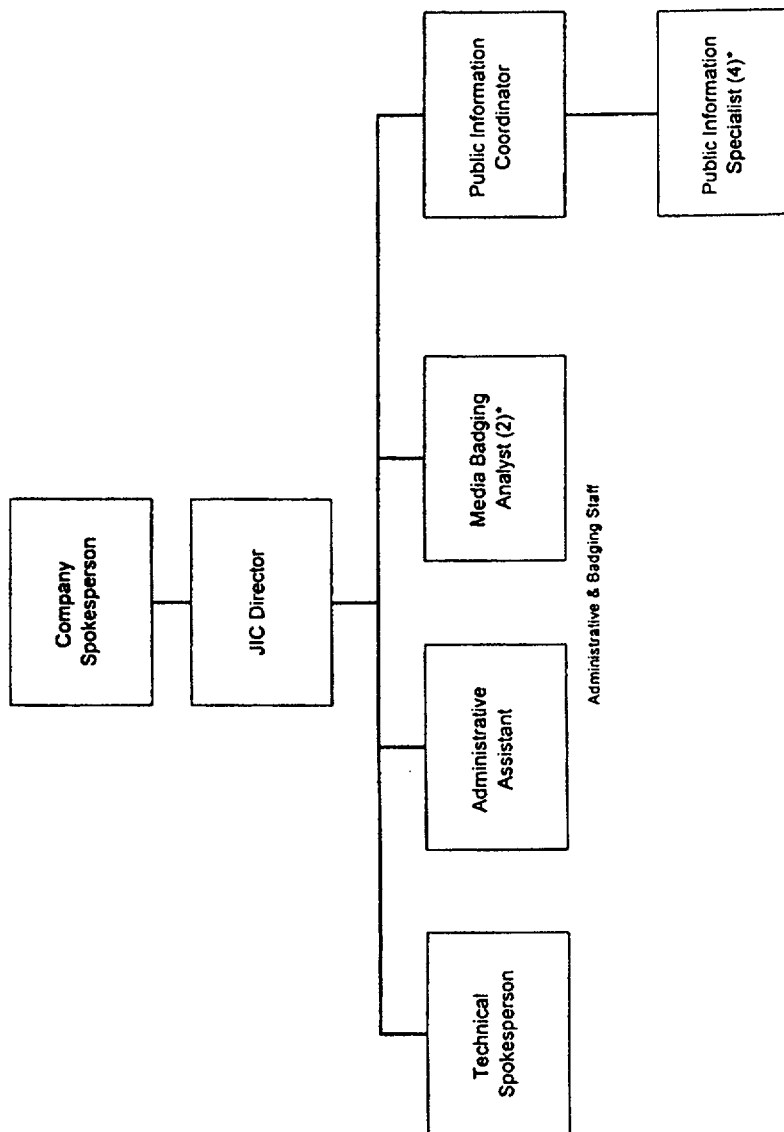 Company
Spokesperson
JIC Director
Technical
Spokesperson
Administrative
Assistant
Media Badging
Analyst (2)*
Public Information
Coordinator
Administrative & Badging Staff
Public Information
Specialist (4)*